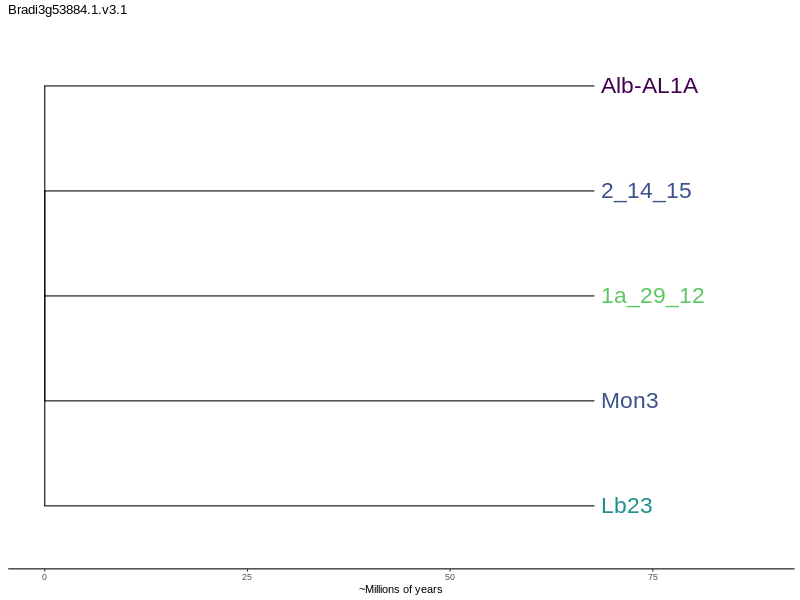 Bradi3g53884.1.v3.1
Alb-AL1A
2_14_15
1a_29_12
Mon3
Lb23
0 25 50 75
~Millions of years